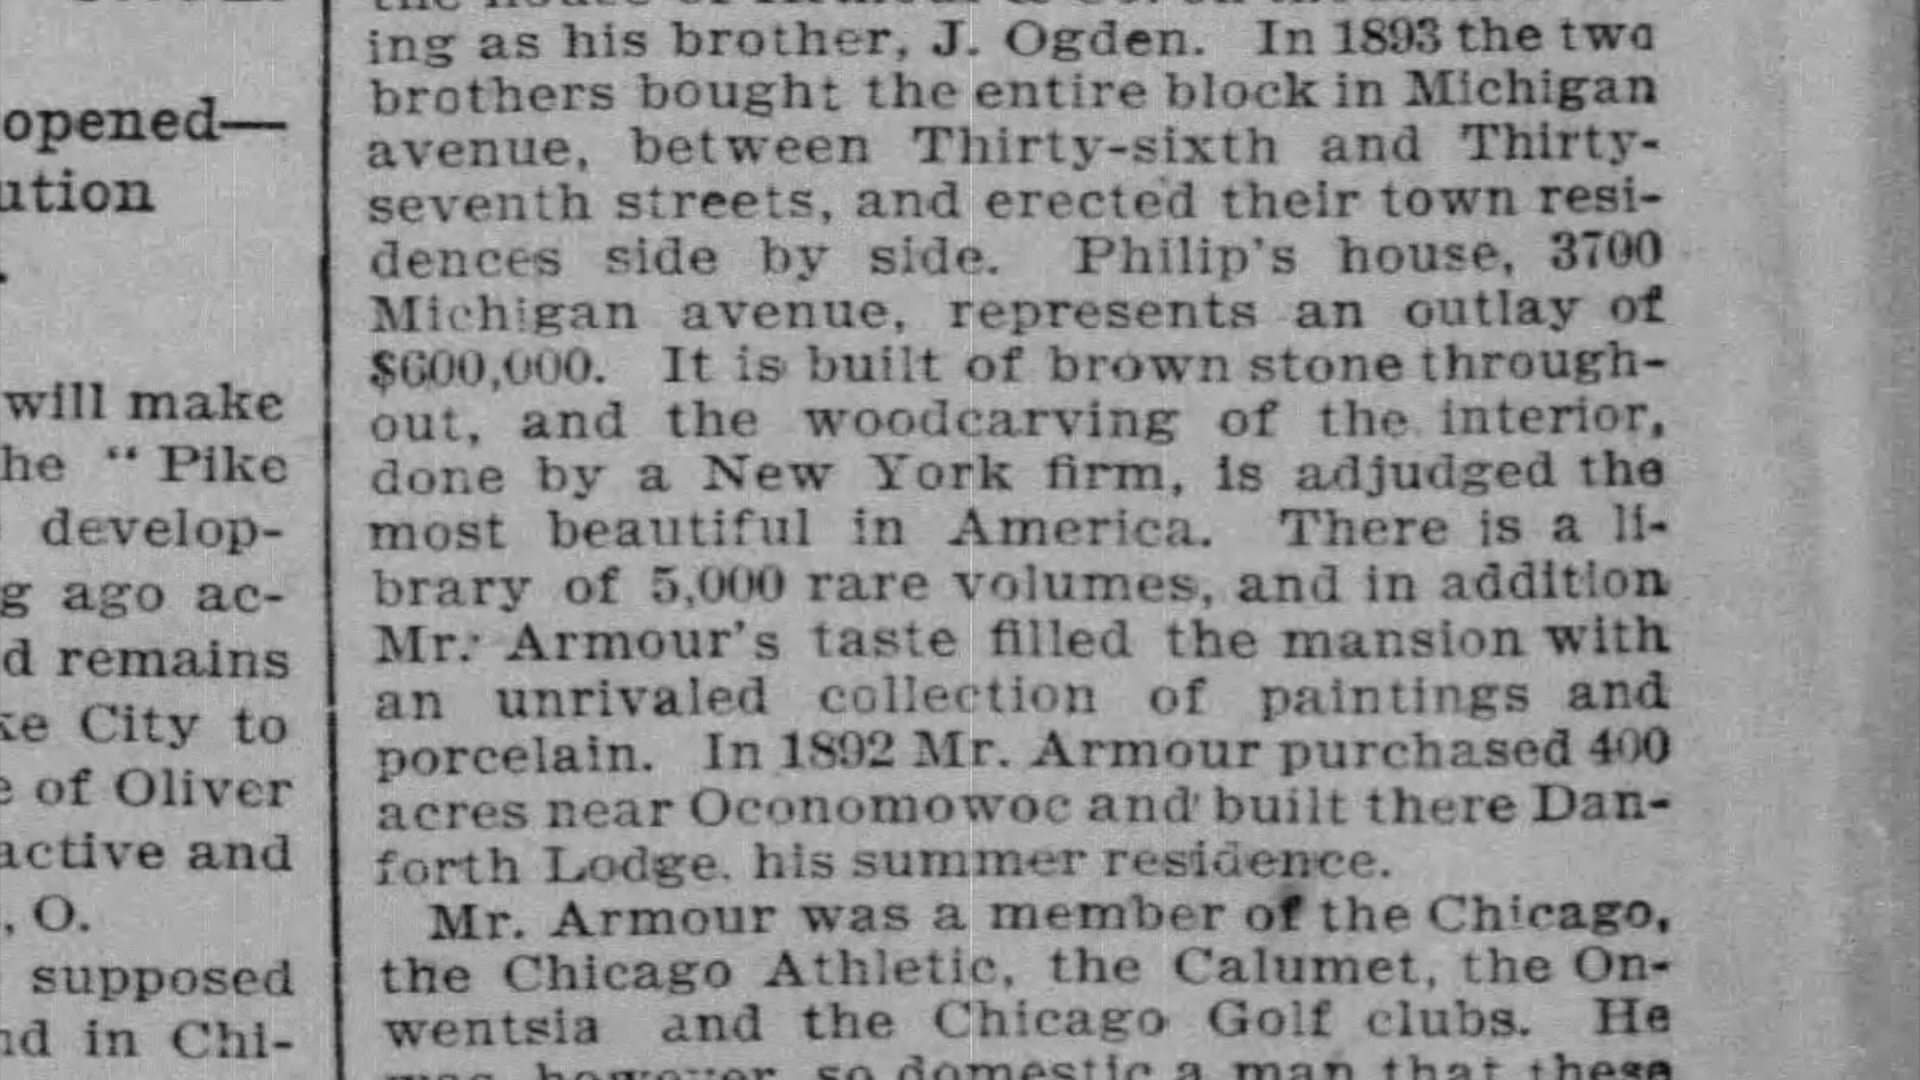 opened—
ution
will make
he “Pike
develop-
g ago ac-
d remains
ke City to
e of Oliver
active and
, O.
supposed
nd in Chi-
ing as his brother, J. Ogden. In 1893 the two
brothers bought the entire block in Michigan
avenue, between Thirty-sixth and Thirty-
seventh streets, and erected their town resi-
dences side by side. Philip's house, 3700
Michigan avenue, represents an outlay of
$600,000. It is built of brown stone through-
out, and the woodcarving of the interior,
done by a New York firm, is adjudged the
most beautiful in America. There is a li-
brary of 5,000 rare volumes, and in addition
Mr. Armour's taste filled the mansion with
an unrivaled collection of paintings and
porcelain. In 1892 Mr. Armour purchased 400
acres near Oconomowoc and built there Dan-
forth Lodge, his summer residence.
Mr. Armour was a member of the Chicago,
the Chicago Athletic, the Calumet, the On-
wentsia and the Chicago Golf clubs. He
was however so domestic a man that these